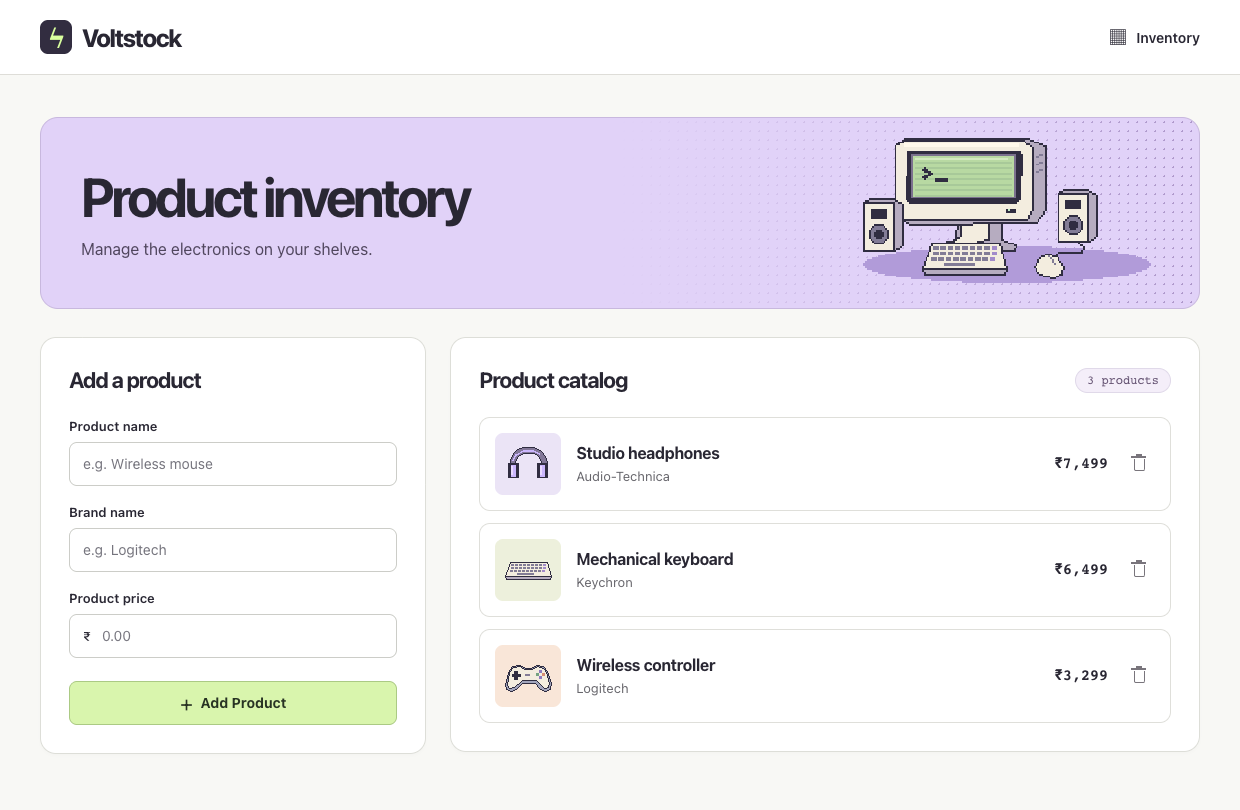 Voltstock
Inventory
Product inventory
Manage the electronics on your shelves.
>_
Add a product
Product name
e.g. Wireless mouse
Brand name
e.g. Logitech
Product price
₹ 0.00
+ Add Product
Product catalog
3 products
Studio headphones
Audio-Technica
₹7,499
Mechanical keyboard
Keychron
₹6,499
Wireless controller
Logitech
₹3,299